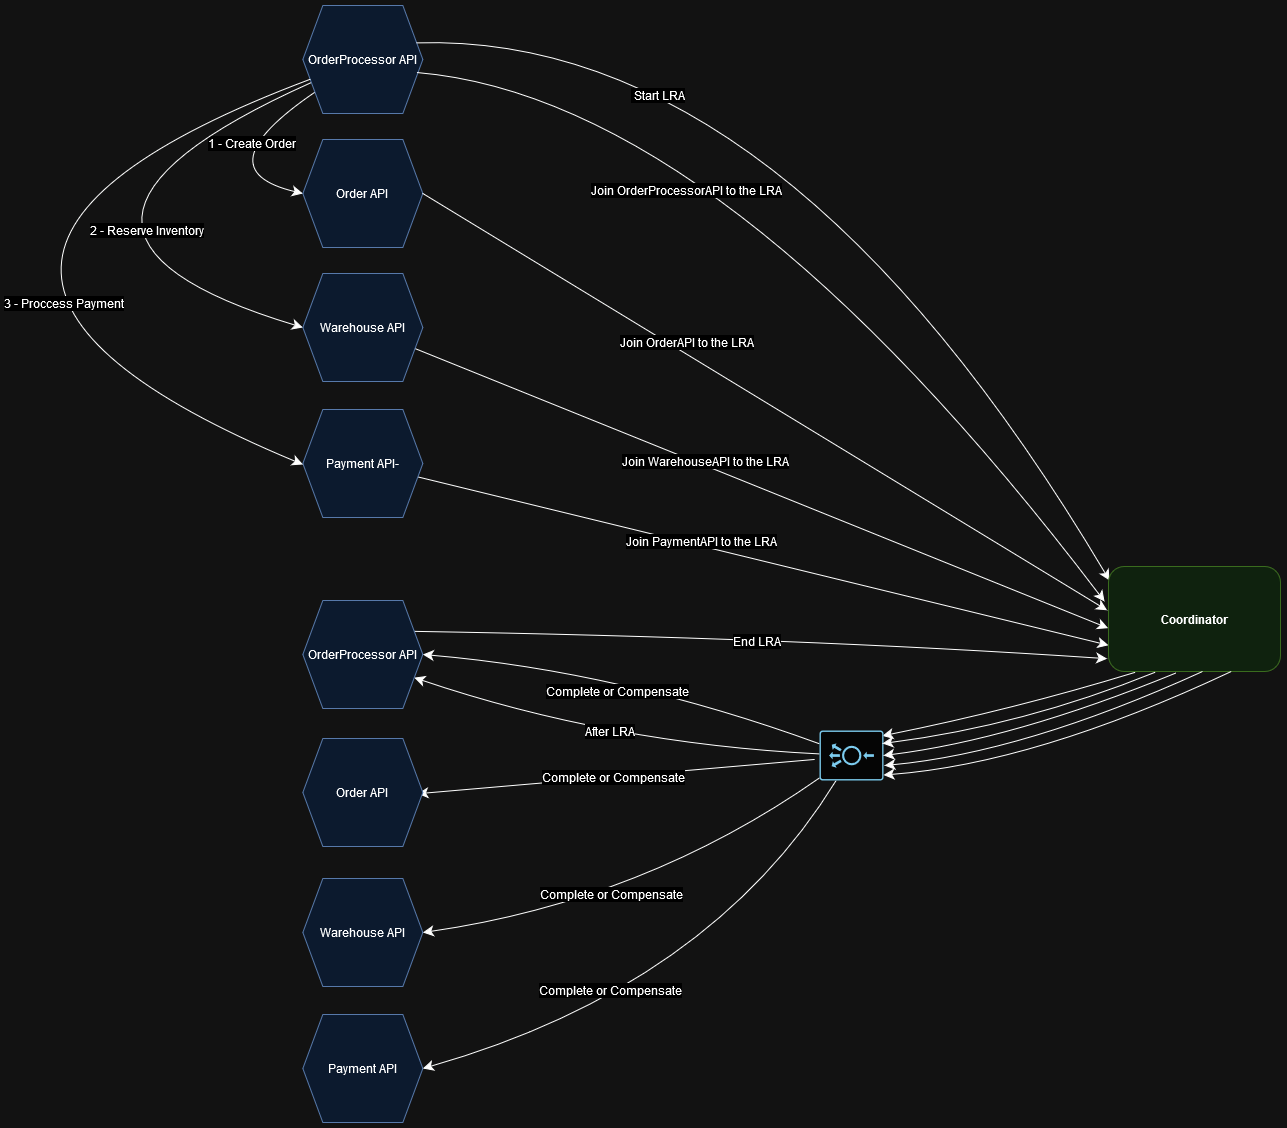 OrderProcessor API
Start LRA
1 - Create Order
Join OrderProcessorAPI to the LRA
Order API
2 - Reserve Inventory
3 - Proccess Payment
Warehouse API
Join OrderAPI to the LRA
Join WarehouseAPI to the LRA
Payment API-
Join PaymentAPI to the LRA
Coordinator
End LRA
OrderProcessor API
Complete or Compensate
After LRA
Complete or Compensate
Order API
Complete or Compensate
Warehouse API
Complete or Compensate
Payment API